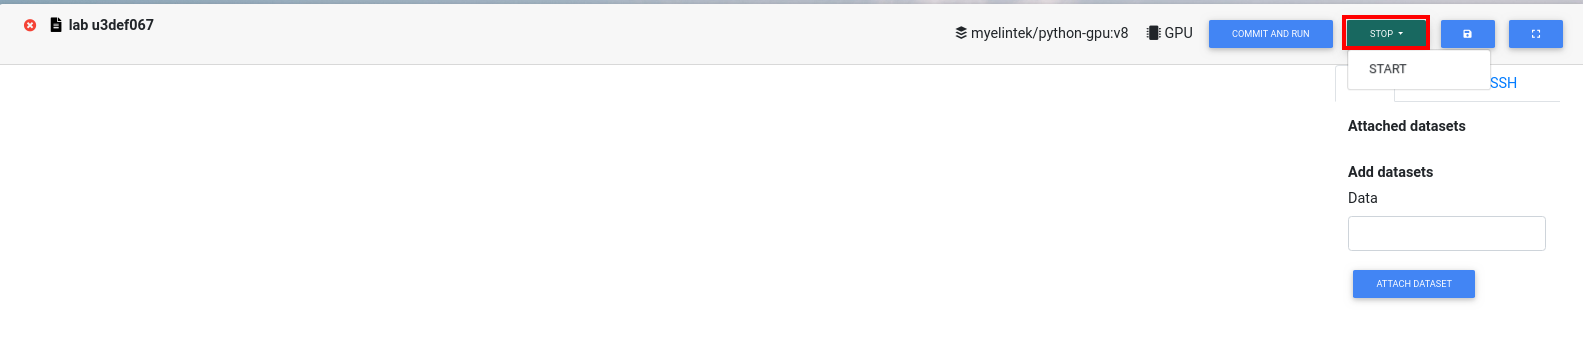 lab u3def067
myelintek/python-gpu:v8 GPU COMMIT AND RUN STOP
START
SSH
Attached datasets
Add datasets
Data
ATTACH DATASET